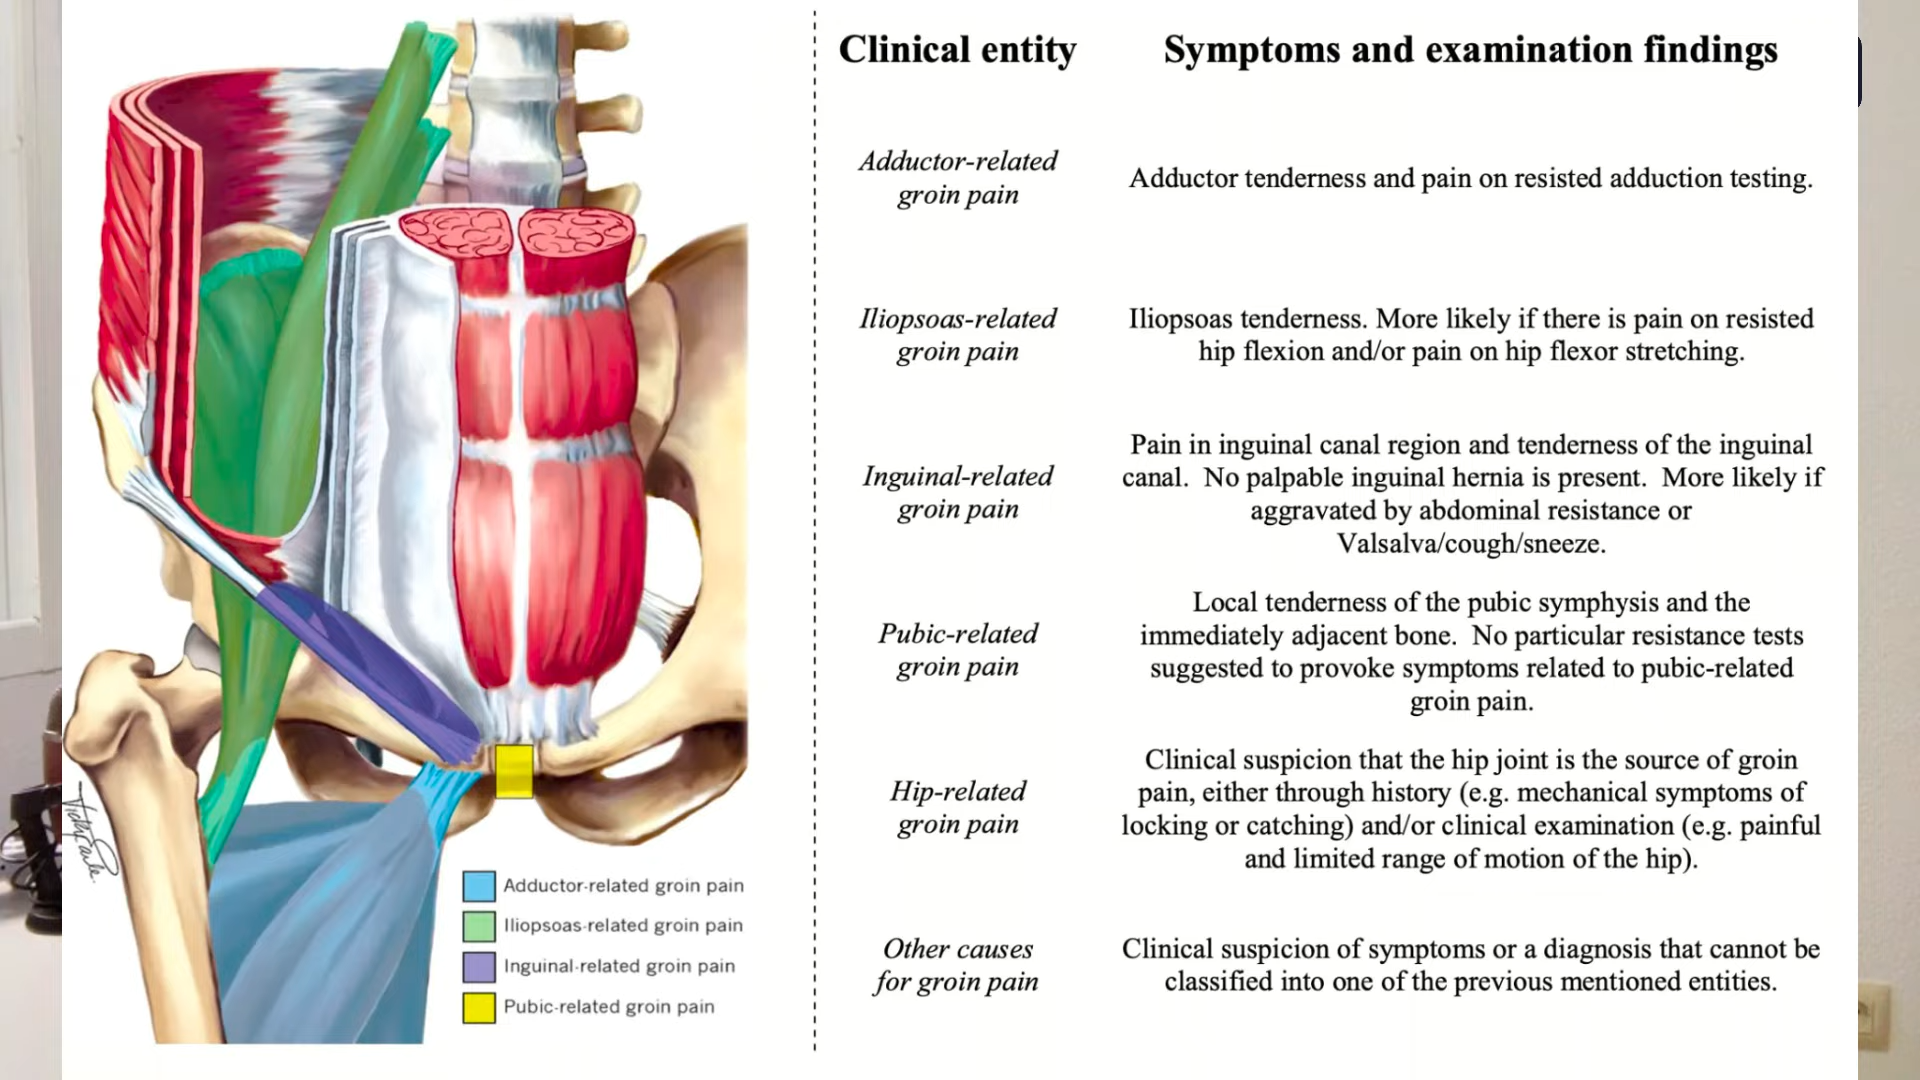 Clinical entity
Symptoms and examination findings
Adductor-related
groin pain
Adductor tenderness and pain on resisted adduction testing.
Iliopsoas-related
groin pain
Iliopsoas tenderness. More likely if there is pain on resisted
hip flexion and/or pain on hip flexor stretching.
Inguinal-related
groin pain
Pain in inguinal canal region and tenderness of the inguinal
canal.  No palpable inguinal hernia is present.  More likely if
aggravated by abdominal resistance or
Valsalva/cough/sneeze.
Pubic-related
groin pain
Local tenderness of the pubic symphysis and the
immediately adjacent bone.  No particular resistance tests
suggested to provoke symptoms related to pubic-related
groin pain.
Hip-related
groin pain
Clinical suspicion that the hip joint is the source of groin
pain, either through history (e.g. mechanical symptoms of
locking or catching) and/or clinical examination (e.g. painful
and limited range of motion of the hip).
Other causes
for groin pain
Clinical suspicion of symptoms or a diagnosis that cannot be
classified into one of the previous mentioned entities.
Adductor-related groin pain
Iliopsoas-related groin pain
Inguinal-related groin pain
Pubic-related groin pain